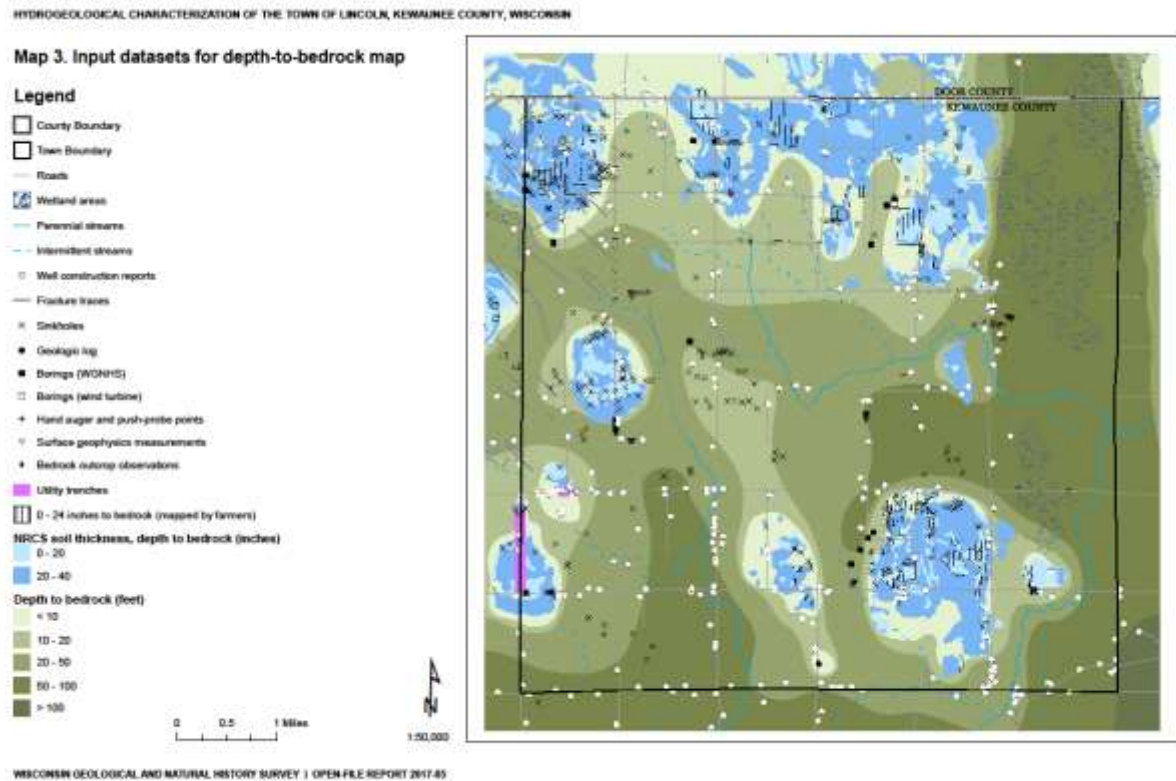 HYDROGEOLOGICAL CHARACTERIZATION OF THE TOWN OF LINCOLN, KEWAUNEE COUNTY, WISCONSIN
Map 3. Input datasets for depth-to-bedrock map
Legend
County Boundary
Town Boundary
Roads
Wetland areas
Perennial streams
Intermittent streams
Well construction reports
Fracture traces
Sinkholes
Geologic log
Borings (WGNHS)
Borings (wind turbine)
Hand auger and push-probe points
Surface geophysics measurements
Bedrock outcrop observations
Utility trenches
0 - 24 inches to bedrock (mapped by farmers)
NRCS soil thickness, depth to bedrock (inches)
0 - 20
20 - 40
Depth to bedrock (feet)
< 10
10 - 20
20 - 50
50 - 100
> 100
0 0.5 1 Miles
N
1:50,000
DOOR COUNTY
KEWAUNEE COUNTY
WISCONSIN GEOLOGICAL AND NATURAL HISTORY SURVEY | OPEN-FILE REPORT 2017-05